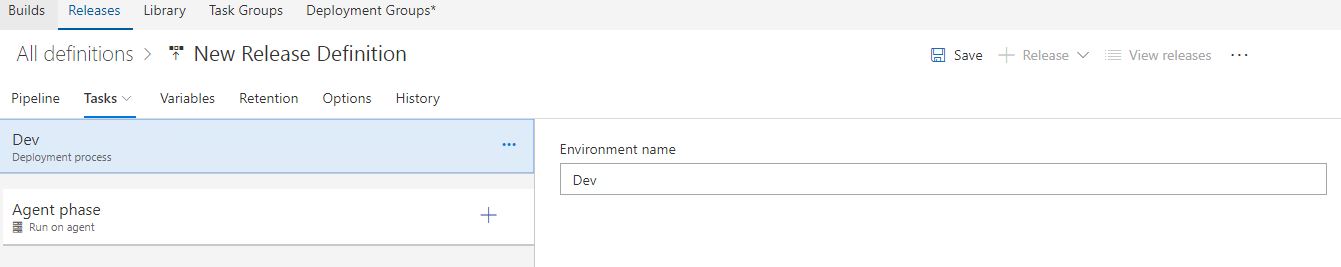 Builds Releases Library Task Groups Deployment Groups*
All definitions > New Release Definition Save + Release View releases ...
Pipeline Tasks Variables Retention Options History
Dev ...
Deployment process
Environment name
Dev
Agent phase +
Run on agent